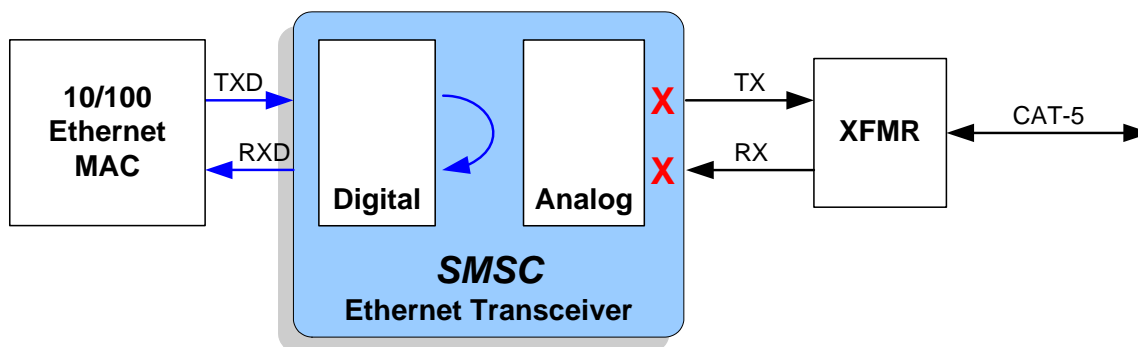 10/100
Ethernet
MAC
TXD
RXD
Digital
Analog
X
X
SMSC
Ethernet Transceiver
TX
RX
XFMR
CAT-5